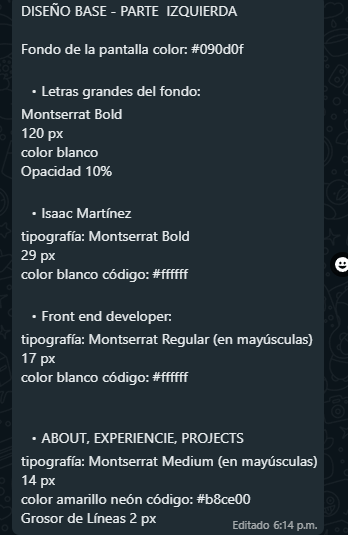 DISEÑO BASE - PARTE IZQUIERDA
Fondo de la pantalla color: #090d0f
• Letras grandes del fondo:
Montserrat Bold
120 px
color blanco
Opacidad 10%
• Isaac Martínez
tipografía: Montserrat Bold
29 px
color blanco código: #ffffff
• Front end developer:
tipografía: Montserrat Regular (en mayúsculas)
17 px
color blanco código: #ffffff
• ABOUT, EXPERIENCIE, PROJECTS
tipografía: Montserrat Medium (en mayúsculas)
14 px
color amarillo neón código: #b8ce00
Grosor de Líneas 2 px
Editado 6:14 p.m.